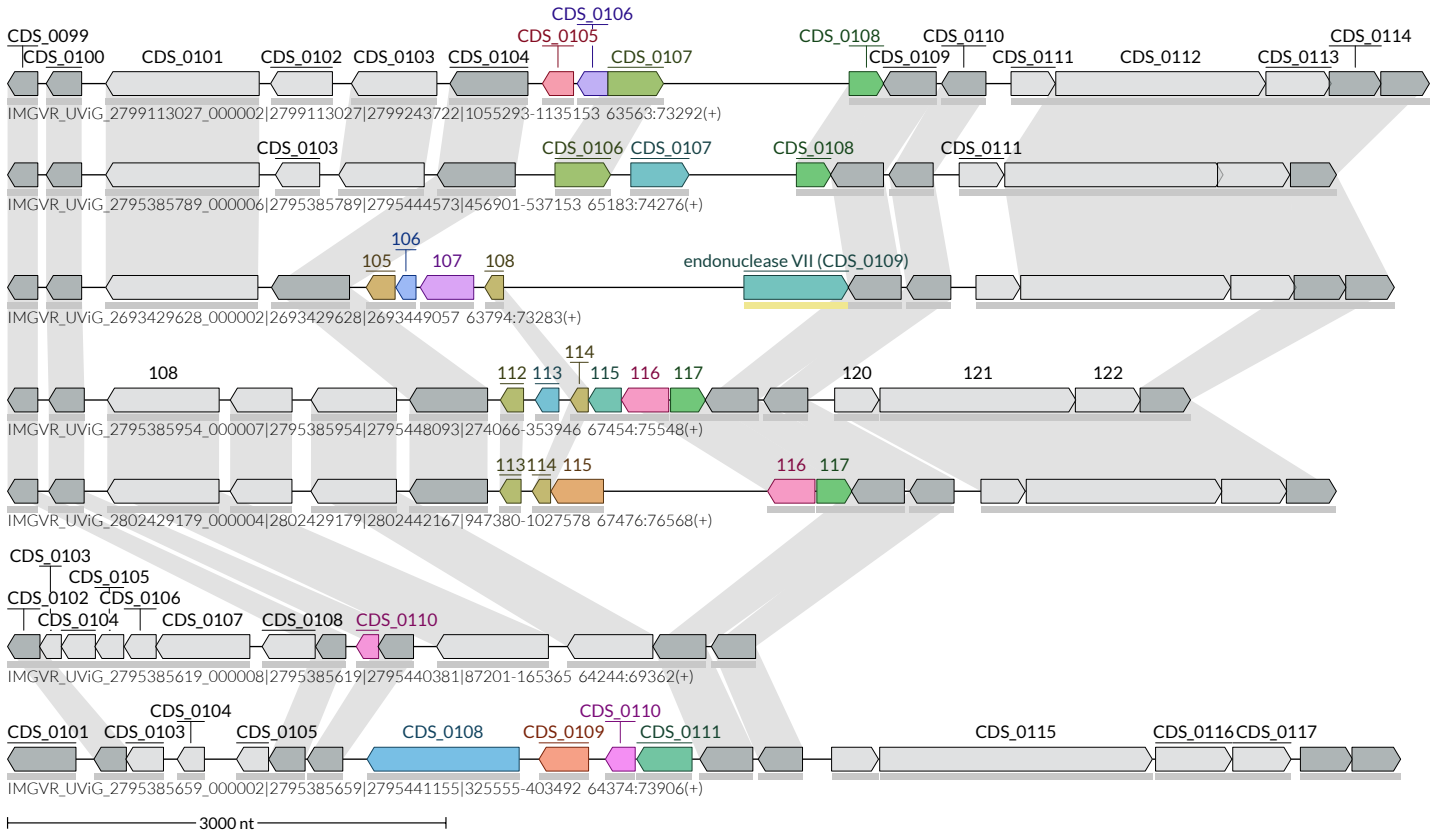 CDS_0106
CDS_0099 CDS_0105 CDS_0108 CDS_0110 CDS_0114
CDS_0100 CDS_0101 CDS_0102 CDS_0103 CDS_0104 CDS_0107 CDS_0109 CDS_0111 CDS_0112 CDS_0113
IMGVR_UViG_2799113027_000002|2799113027|2799243722|1055293-1135153 63563:73292(+)
CDS_0103 CDS_0106 CDS_0107 CDS_0108 CDS_0111
IMGVR_UViG_2795385789_000006|2795385789|2795444573|456901-537153 65183:74276(+)
106
105 107 108 endonuclease VII (CDS_0109)
IMGVR_UViG_2693429628_000002|2693429628|2693449057 63794:73283(+)
114
108 112 113 115 116 117 120 121 122
IMGVR_UViG_2795385954_000007|2795385954|2795448093|274066-353946 67454:75548(+)
113 114 115 116 117
IMGVR_UViG_2802429179_000004|2802429179|2802442167|947380-1027578 67476:76568(+)
CDS_0103
CDS_0105
CDS_0102 CDS_0106
CDS_0104 CDS_0107 CDS_0108 CDS_0110
IMGVR_UViG_2795385619_000008|2795385619|2795440381|87201-165365 64244:69362(+)
CDS_0104 CDS_0110
CDS_0101 CDS_0103 CDS_0105 CDS_0108 CDS_0109 CDS_0111 CDS_0115 CDS_0116 CDS_0117
IMGVR_UViG_2795385659_000002|2795385659|2795441155|325555-403492 64374:73906(+)
3000 nt